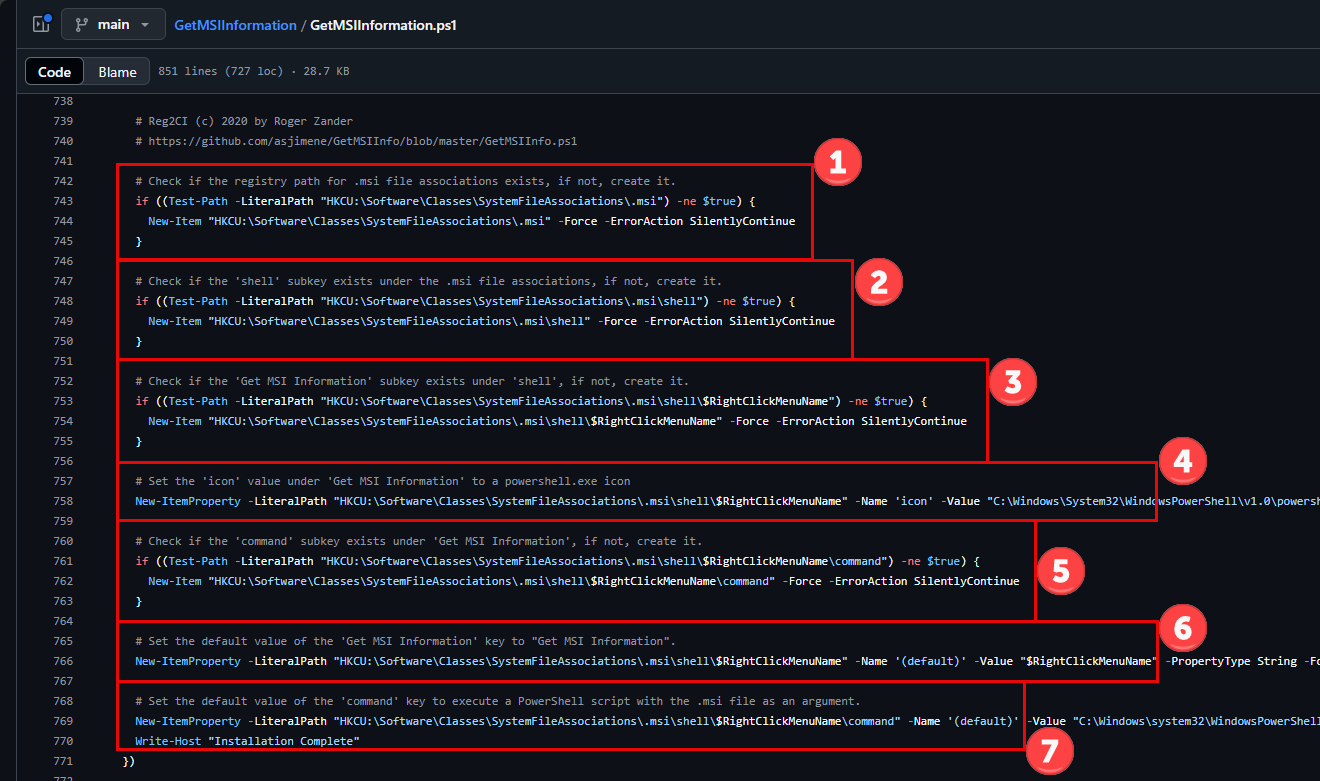 main
GetMSIInformation / GetMSIInformation.ps1
Code Blame 851 lines (727 loc) · 28.7 KB
738
739 # Reg2CI (c) 2020 by Roger Zander
740 # https://github.com/asjimene/GetMSIInfo/blob/master/GetMSIInfo.ps1
741
1
742 # Check if the registry path for .msi file associations exists, if not, create it.
743 if ((Test-Path -LiteralPath "HKCU:\Software\Classes\SystemFileAssociations\.msi") -ne $true) {
744 New-Item "HKCU:\Software\Classes\SystemFileAssociations\.msi" -Force -ErrorAction SilentlyContinue
745 }
746
2
747 # Check if the 'shell' subkey exists under the .msi file associations, if not, create it.
748 if ((Test-Path -LiteralPath "HKCU:\Software\Classes\SystemFileAssociations\.msi\shell") -ne $true) {
749 New-Item "HKCU:\Software\Classes\SystemFileAssociations\.msi\shell" -Force -ErrorAction SilentlyContinue
750 }
751
3
752 # Check if the 'Get MSI Information' subkey exists under 'shell', if not, create it.
753 if ((Test-Path -LiteralPath "HKCU:\Software\Classes\SystemFileAssociations\.msi\shell\$RightClickMenuName") -ne $true) {
754 New-Item "HKCU:\Software\Classes\SystemFileAssociations\.msi\shell\$RightClickMenuName" -Force -ErrorAction SilentlyContinue
755 }
756
4
757 # Set the 'icon' value under 'Get MSI Information' to a powershell.exe icon
758 New-ItemProperty -LiteralPath "HKCU:\Software\Classes\SystemFileAssociations\.msi\shell\$RightClickMenuName" -Name 'icon' -Value "C:\Windows\System32\WindowsPowerShell\v1.0\powersh
759
760 # Check if the 'command' subkey exists under 'Get MSI Information', if not, create it.
761 if ((Test-Path -LiteralPath "HKCU:\Software\Classes\SystemFileAssociations\.msi\shell\$RightClickMenuName\command") -ne $true) {
5
762 New-Item "HKCU:\Software\Classes\SystemFileAssociations\.msi\shell\$RightClickMenuName\command" -Force -ErrorAction SilentlyContinue
763 }
764
6
765 # Set the default value of the 'Get MSI Information' key to "Get MSI Information".
766 New-ItemProperty -LiteralPath "HKCU:\Software\Classes\SystemFileAssociations\.msi\shell\$RightClickMenuName" -Name '(default)' -Value "$RightClickMenuName" -PropertyType String -Fo
767
768 # Set the default value of the 'command' key to execute a PowerShell script with the .msi file as an argument.
769 New-ItemProperty -LiteralPath "HKCU:\Software\Classes\SystemFileAssociations\.msi\shell\$RightClickMenuName\command" -Name '(default)' -Value "C:\Windows\system32\WindowsPowerShell
770 Write-Host "Installation Complete"
7
771 })
772